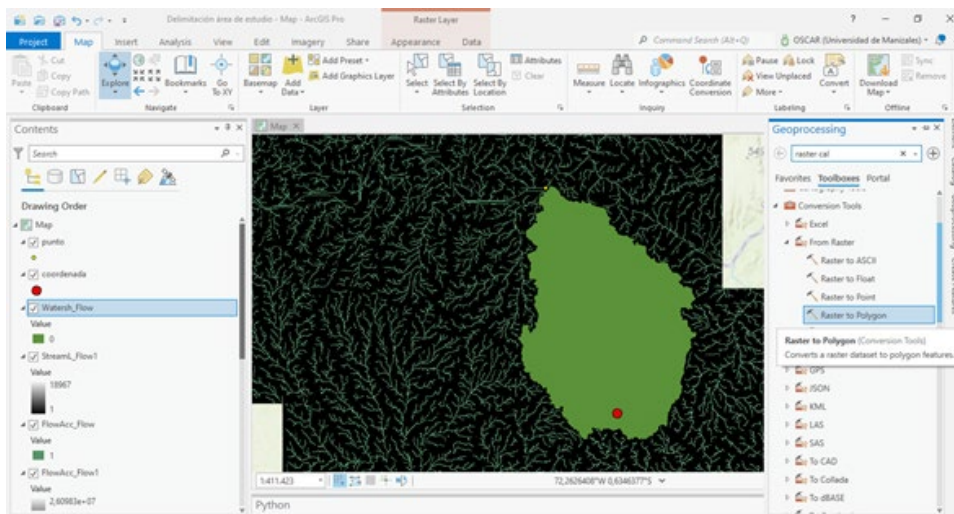 Delimitación área de estudio - Map - ArcGIS Pro
Raster Layer
?
Project Map Insert Analysis View Edit Imagery Share Appearance Data
Command Search (Alt+Q)
OSCAR (Universidad de Manizales)
Paste
Cut
Copy
Copy Path
Clipboard
Explore
Bookmarks
Go To XY
Navigate
Basemap
Add Data
Add Preset
Add Graphics Layer
Layer
Select
Select By Attributes
Select By Location
Attributes
Clear
Selection
Measure
Locate
Infographics
Coordinate Conversion
Inquiry
Pause
Lock
View Unplaced
More
Convert
Labeling
Download Map
Sync
Remove
Offline
Contents
Search
Drawing Order
Map
punto
coordenada
Watersh_Flow
Value
0
StreamL_Flow1
Value
18967
1
FlowAcc_Flow
Value
1
FlowAcc_Flow1
Value
2,60983e+07
Map
1:411.423
72,2626408°W 0,6346377°S
Python
Geoprocessing
raster cal
Favorites Toolboxes Portal
Conversion Tools
Excel
From Raster
Raster to ASCII
Raster to Float
Raster to Point
Raster to Polygon
Raster to Polygon (Conversion Tools)
Converts a raster dataset to polygon features.
GPS
JSON
KML
LAS
SAS
To CAD
To Collada
To dBASE